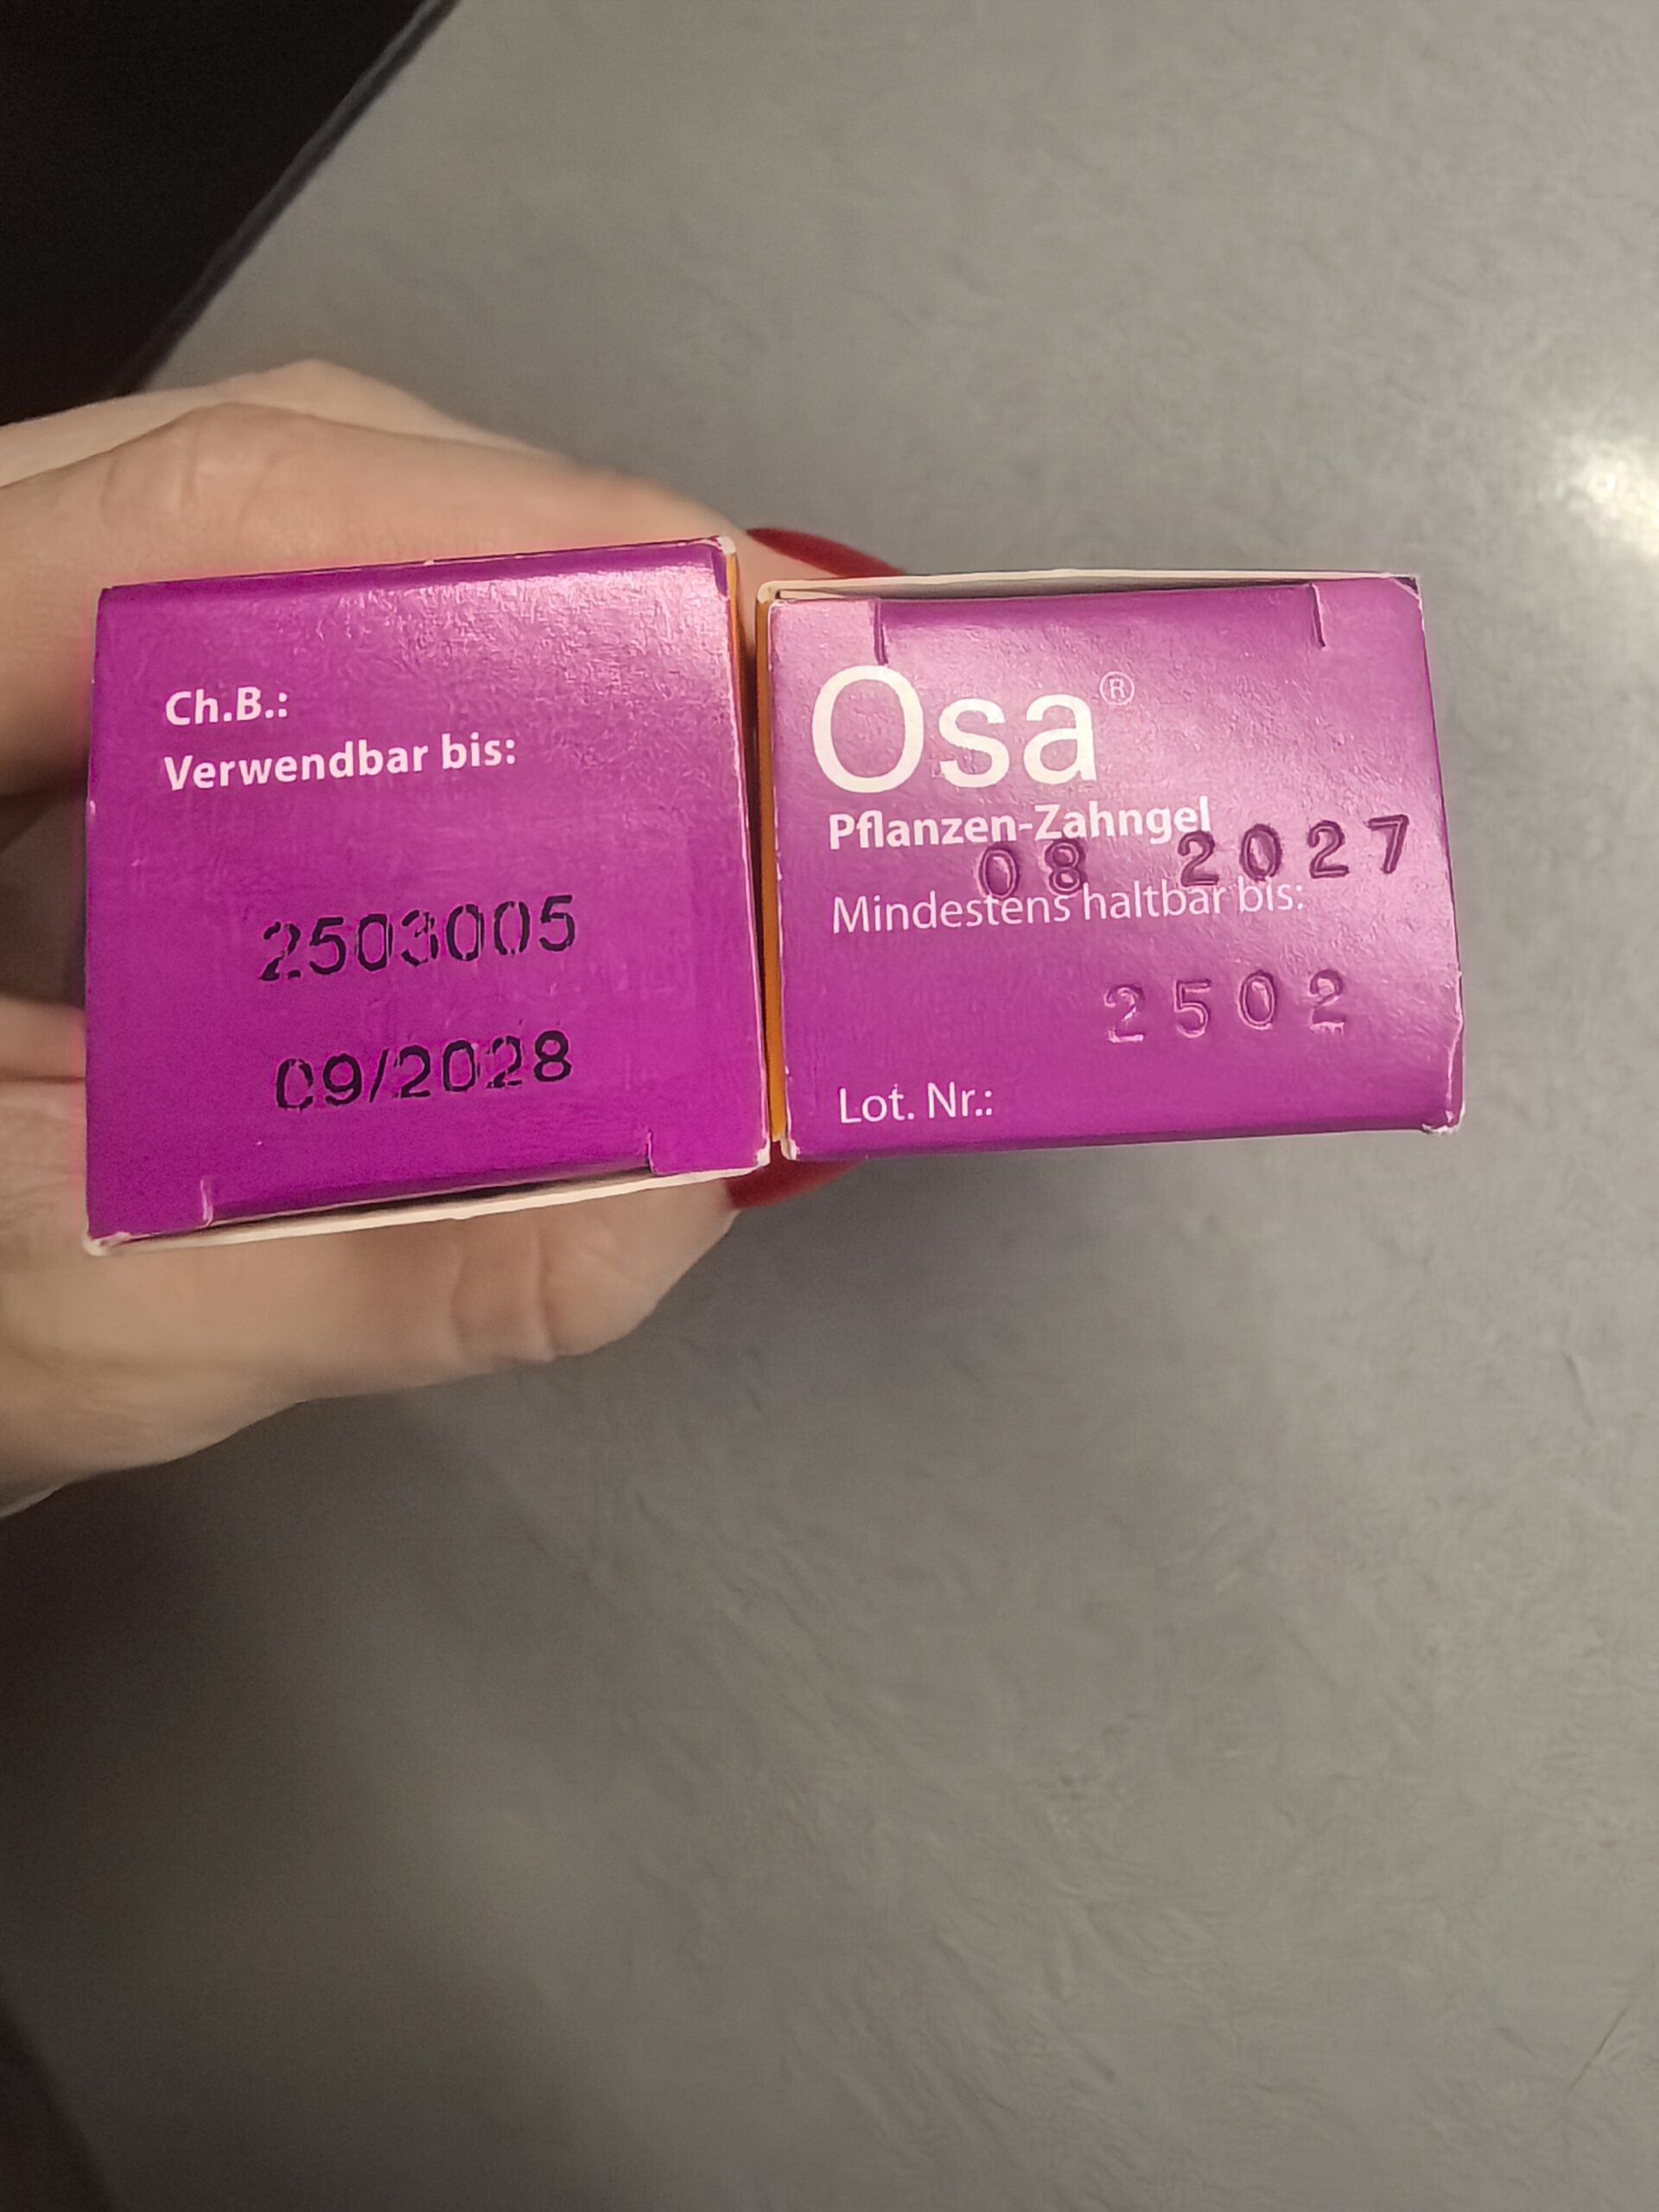 Ch.B.:
Verwendbar bis:
2503005
09/2028
Osa®
Pflanzen-Zahngel
08 2027
Mindestens haltbar bis:
2502
Lot. Nr.: